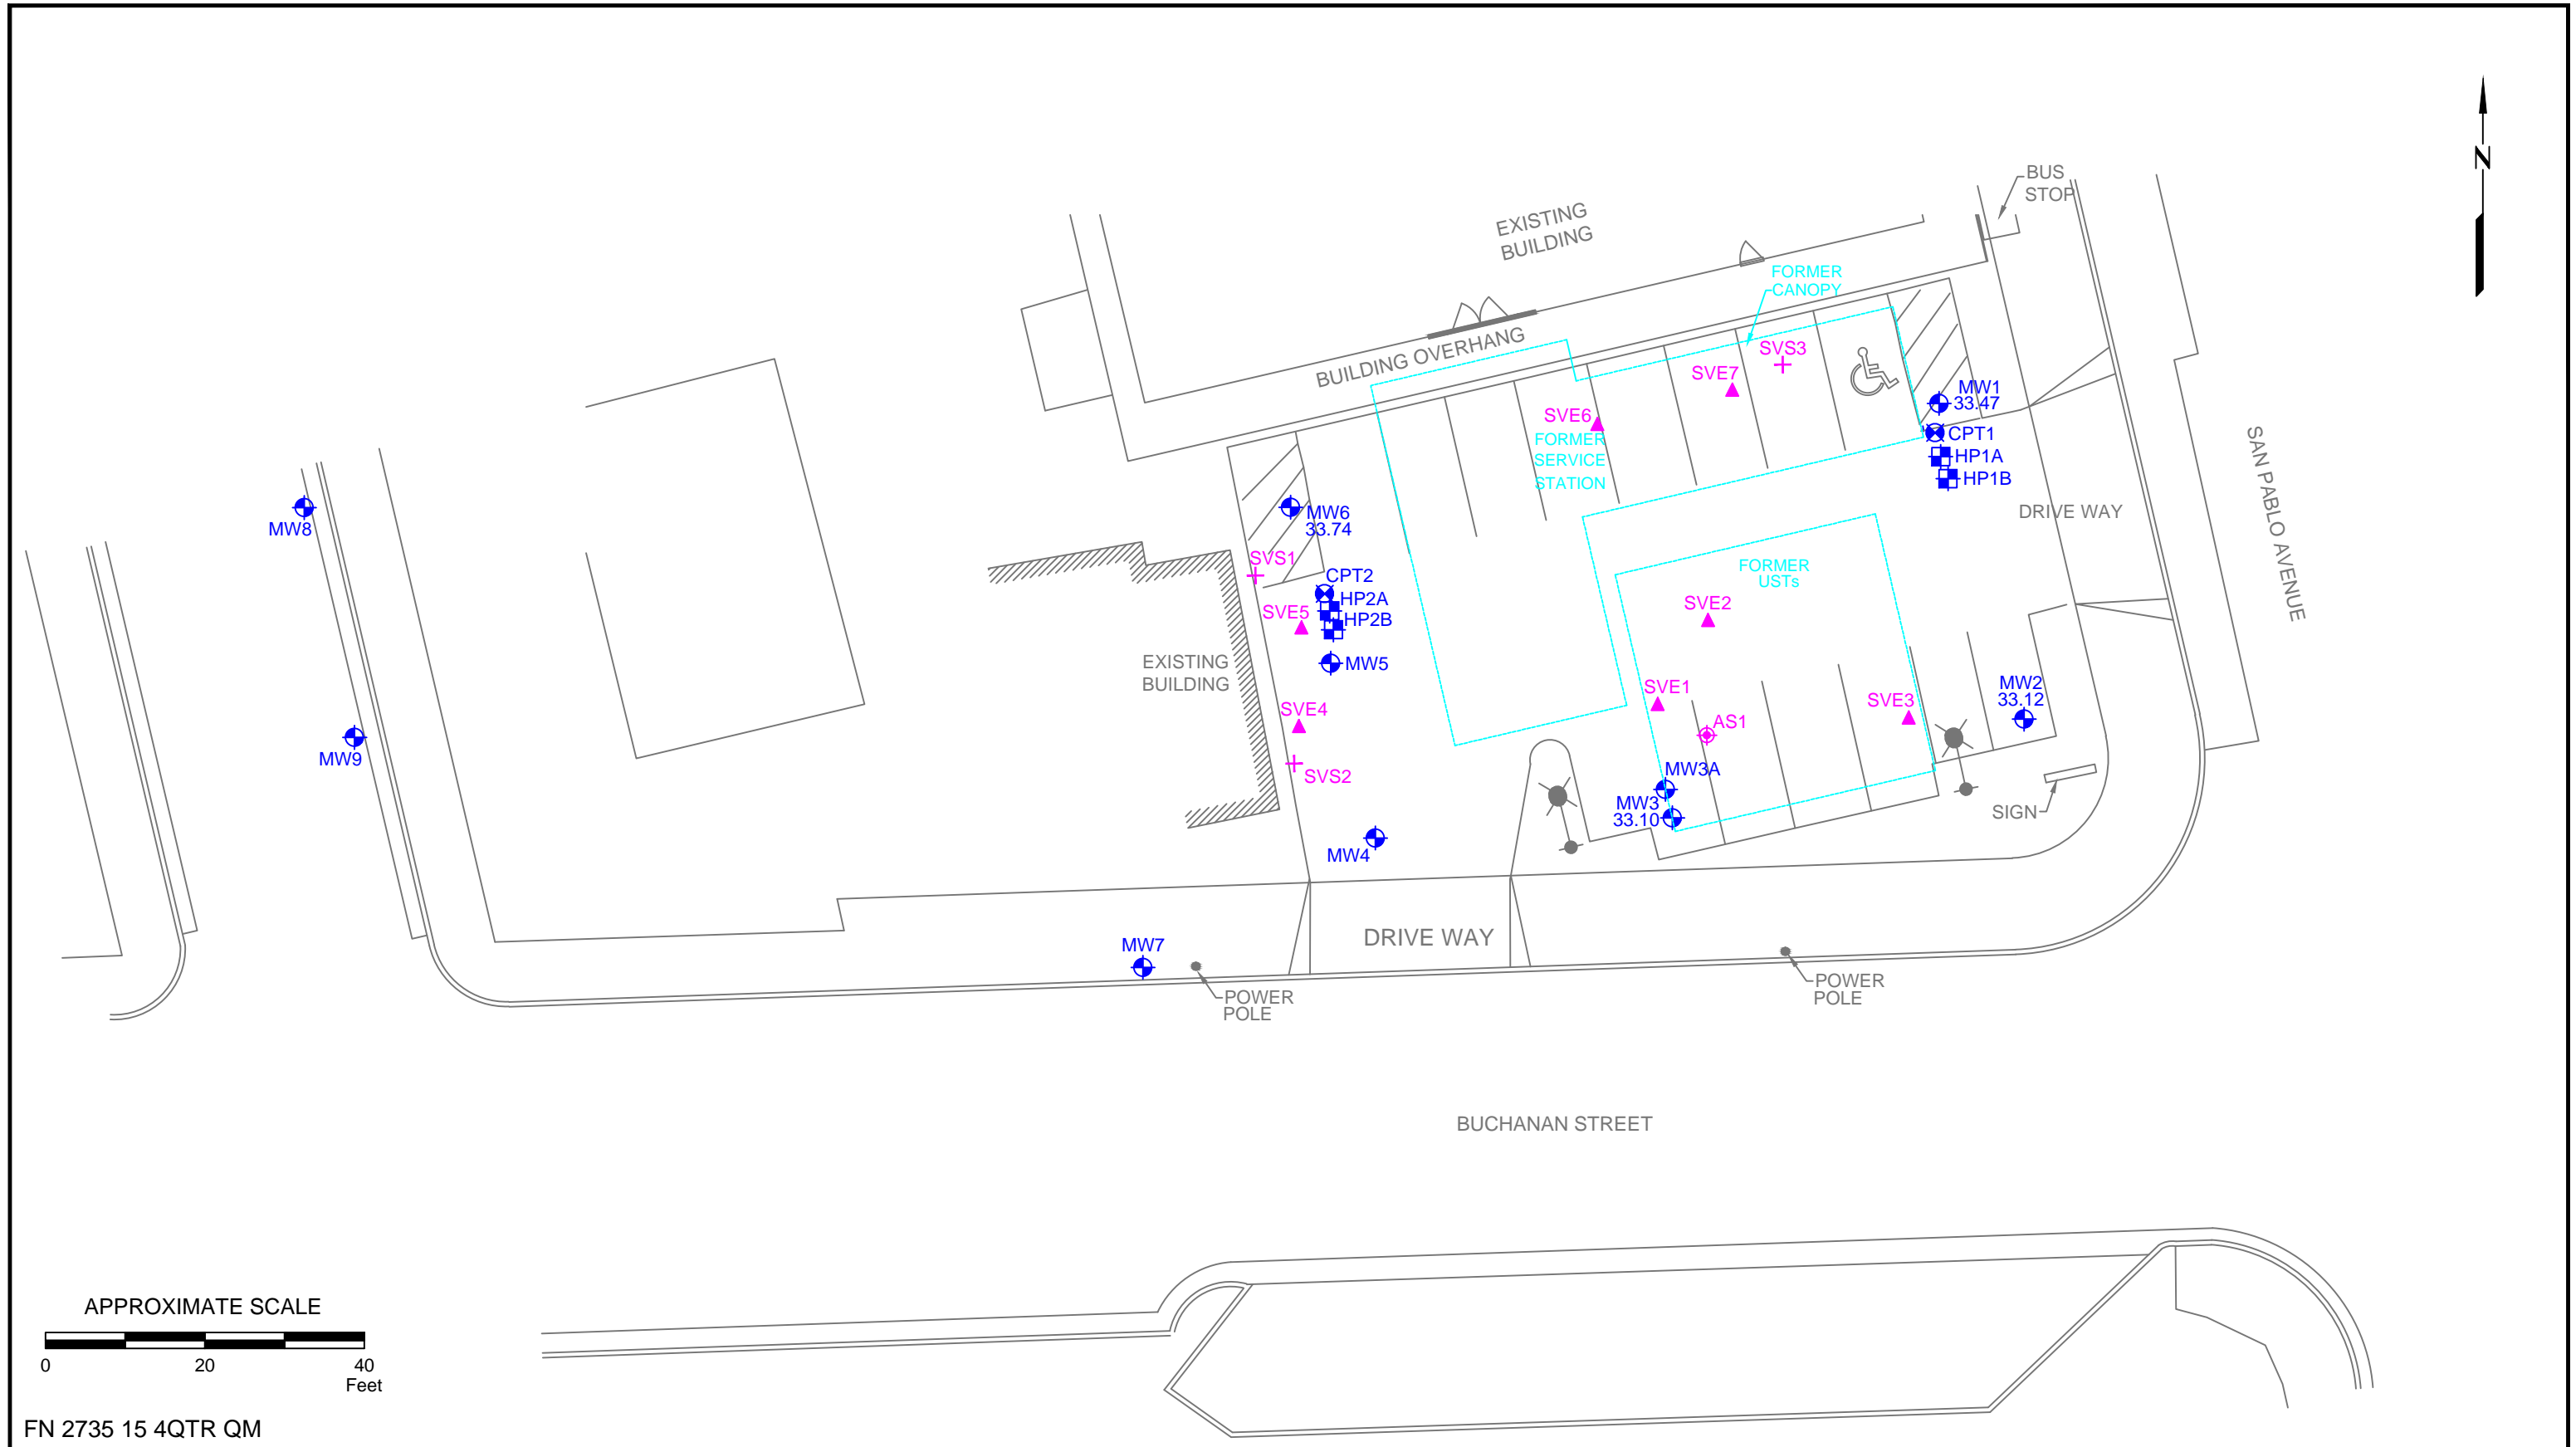 BUS
STOP
N
EXISTING
BUILDING
FORMER
CANOPY
BUILDING OVERHANG
SVS3
SVE7
MW1
33.47
SVE6
CPT1
FORMER
SERVICE
STATION
HP1A
HP1B
SAN PABLO AVENUE
DRIVE WAY
MW8
MW6
33.74
SVS1
FORMER
USTs
CPT2
HP2A
HP2B
SVE5
SVE2
EXISTING
BUILDING
MW5
SVE1
SVE3
MW2
33.12
SVE4
AS1
MW9
SVS2
MW3A
MW3
33.10
SIGN
MW4
DRIVE WAY
MW7
POWER
POLE
POWER
POLE
BUCHANAN STREET
APPROXIMATE SCALE
0 20 40
Feet
FN 2735 15 4QTR QM